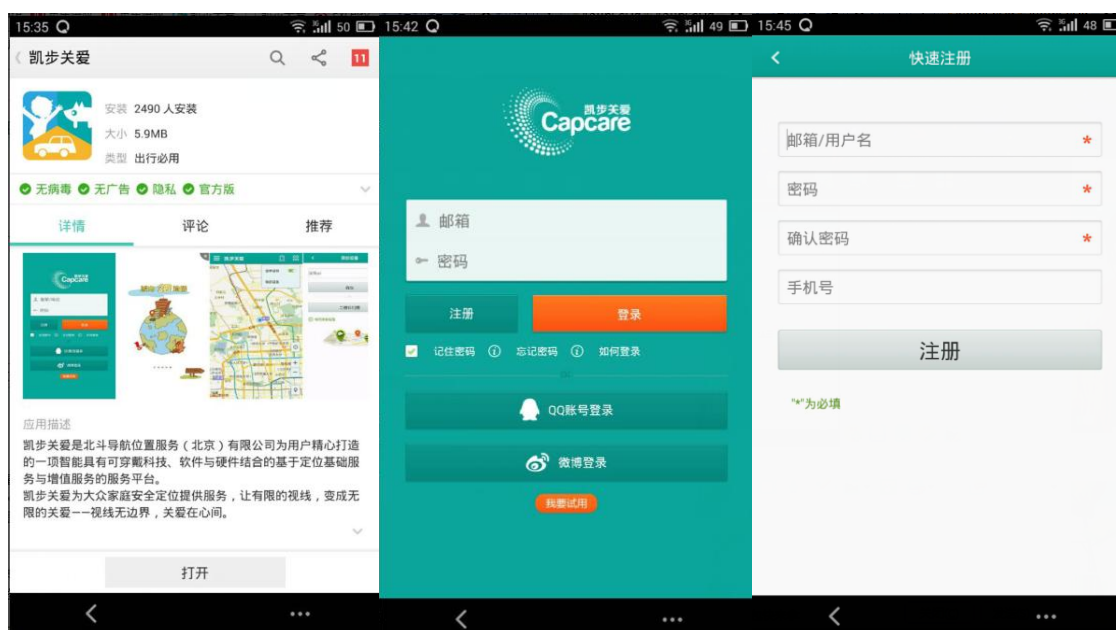 15:35
50
凯步关爱
11
安装 2490 人安装
大小 5.9MB
类型 出行必用
无病毒 无广告 隐私 官方版
详情 评论 推荐
Capcare
应用描述
凯步关爱是北斗导航位置服务(北京)有限公司为用户精心打造
的一项智能具有可穿戴科技、软件与硬件结合的基于定位基础服
务与增值服务的服务平台。
凯步关爱为大众家庭安全定位提供服务,让有限的视线,变成无
限的关爱——视线无边界,关爱在心间。
打开
15:42
49
凯步关爱
Capcare
邮箱
密码
注册 登录
记住密码 忘记密码 如何登录
QQ账号登录
微博登录
我要试用
15:45
48
快速注册
邮箱/用户名 *
密码 *
确认密码 *
手机号
注册
"*"为必填